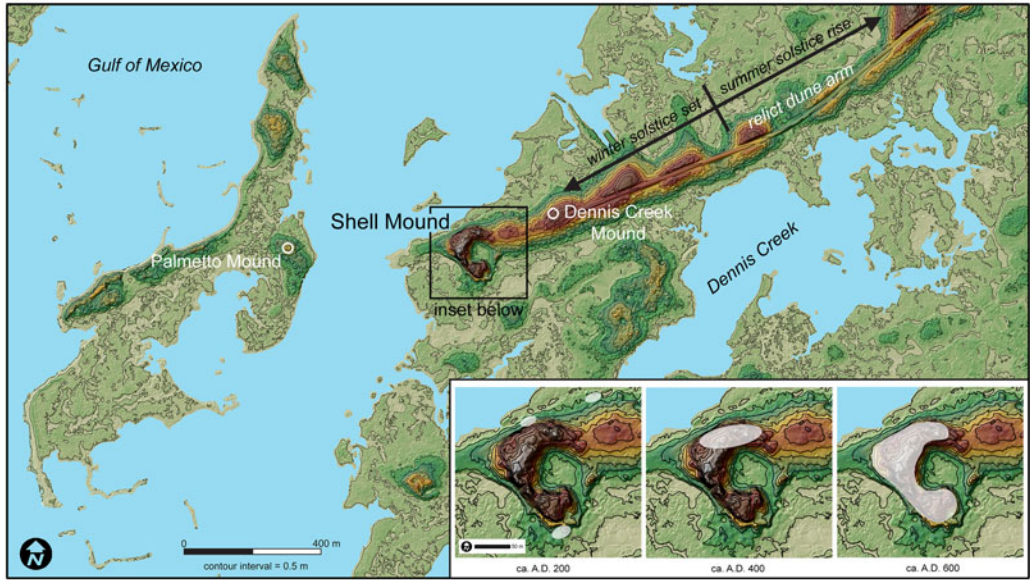 Gulf of Mexico
summer solstice rise
winter solstice set
relict dune arm
Shell Mound
Dennis Creek
Mound
Palmetto Mound
Dennis Creek
inset below
N
0
400 m
contour interval = 0.5 m
N
50 m
ca. A.D. 200
ca. A.D. 400
ca. A.D. 600